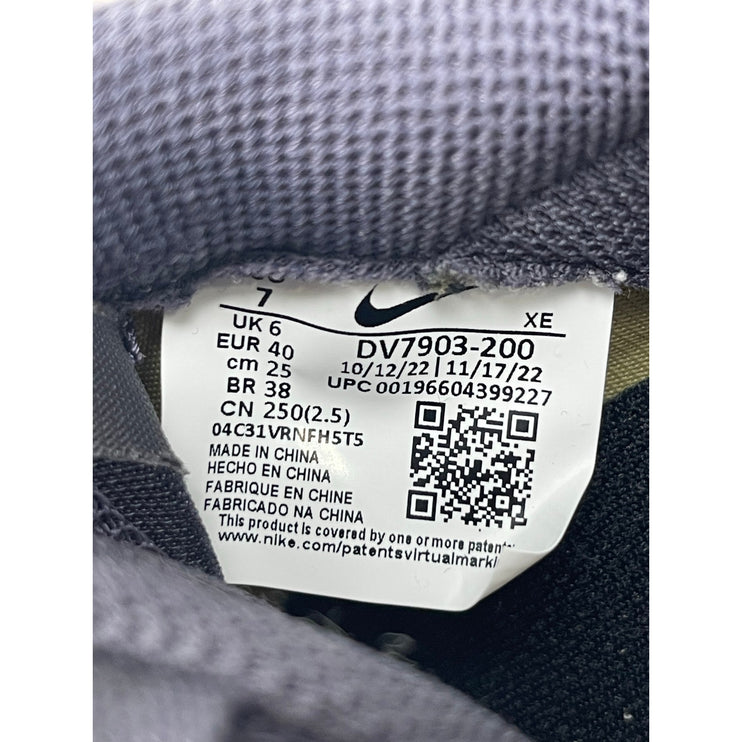 7
UK 6
EUR 40
cm 25
BR 38
CN 250(2.5)
04C31VRNFH5T5
MADE IN CHINA
HECHO EN CHINA
FABRIQUE EN CHINE
FABRICADO NA CHINA
This product is covered by one or more
www.nike.com/patentsvirtualmarki
XE
DV7903-200
10/12/22 | 11/17/22
UPC 00196604399227